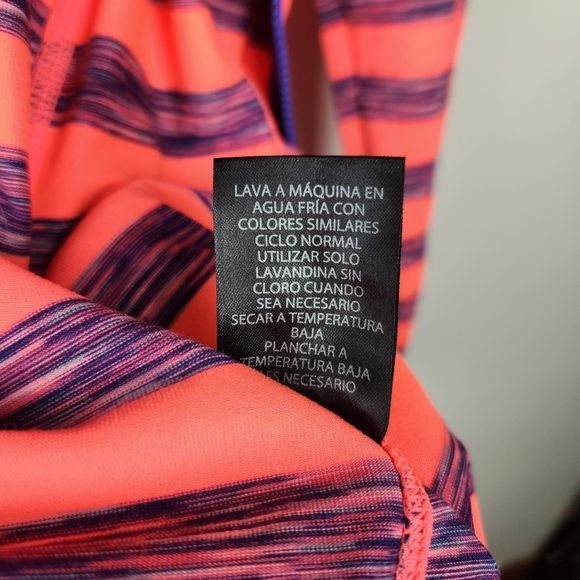 LAVA A MÁQUINA EN
AGUA FRÍA CON
COLORES SIMILARES
CICLO NORMAL
UTILIZAR SOLO
LAVANDINA SIN
CLORO CUANDO
SEA NECESARIO
SECAR A TEMPERATURA
BAJA
PLANCHAR A
TEMPERATURA BAJA
ES NECESARIO